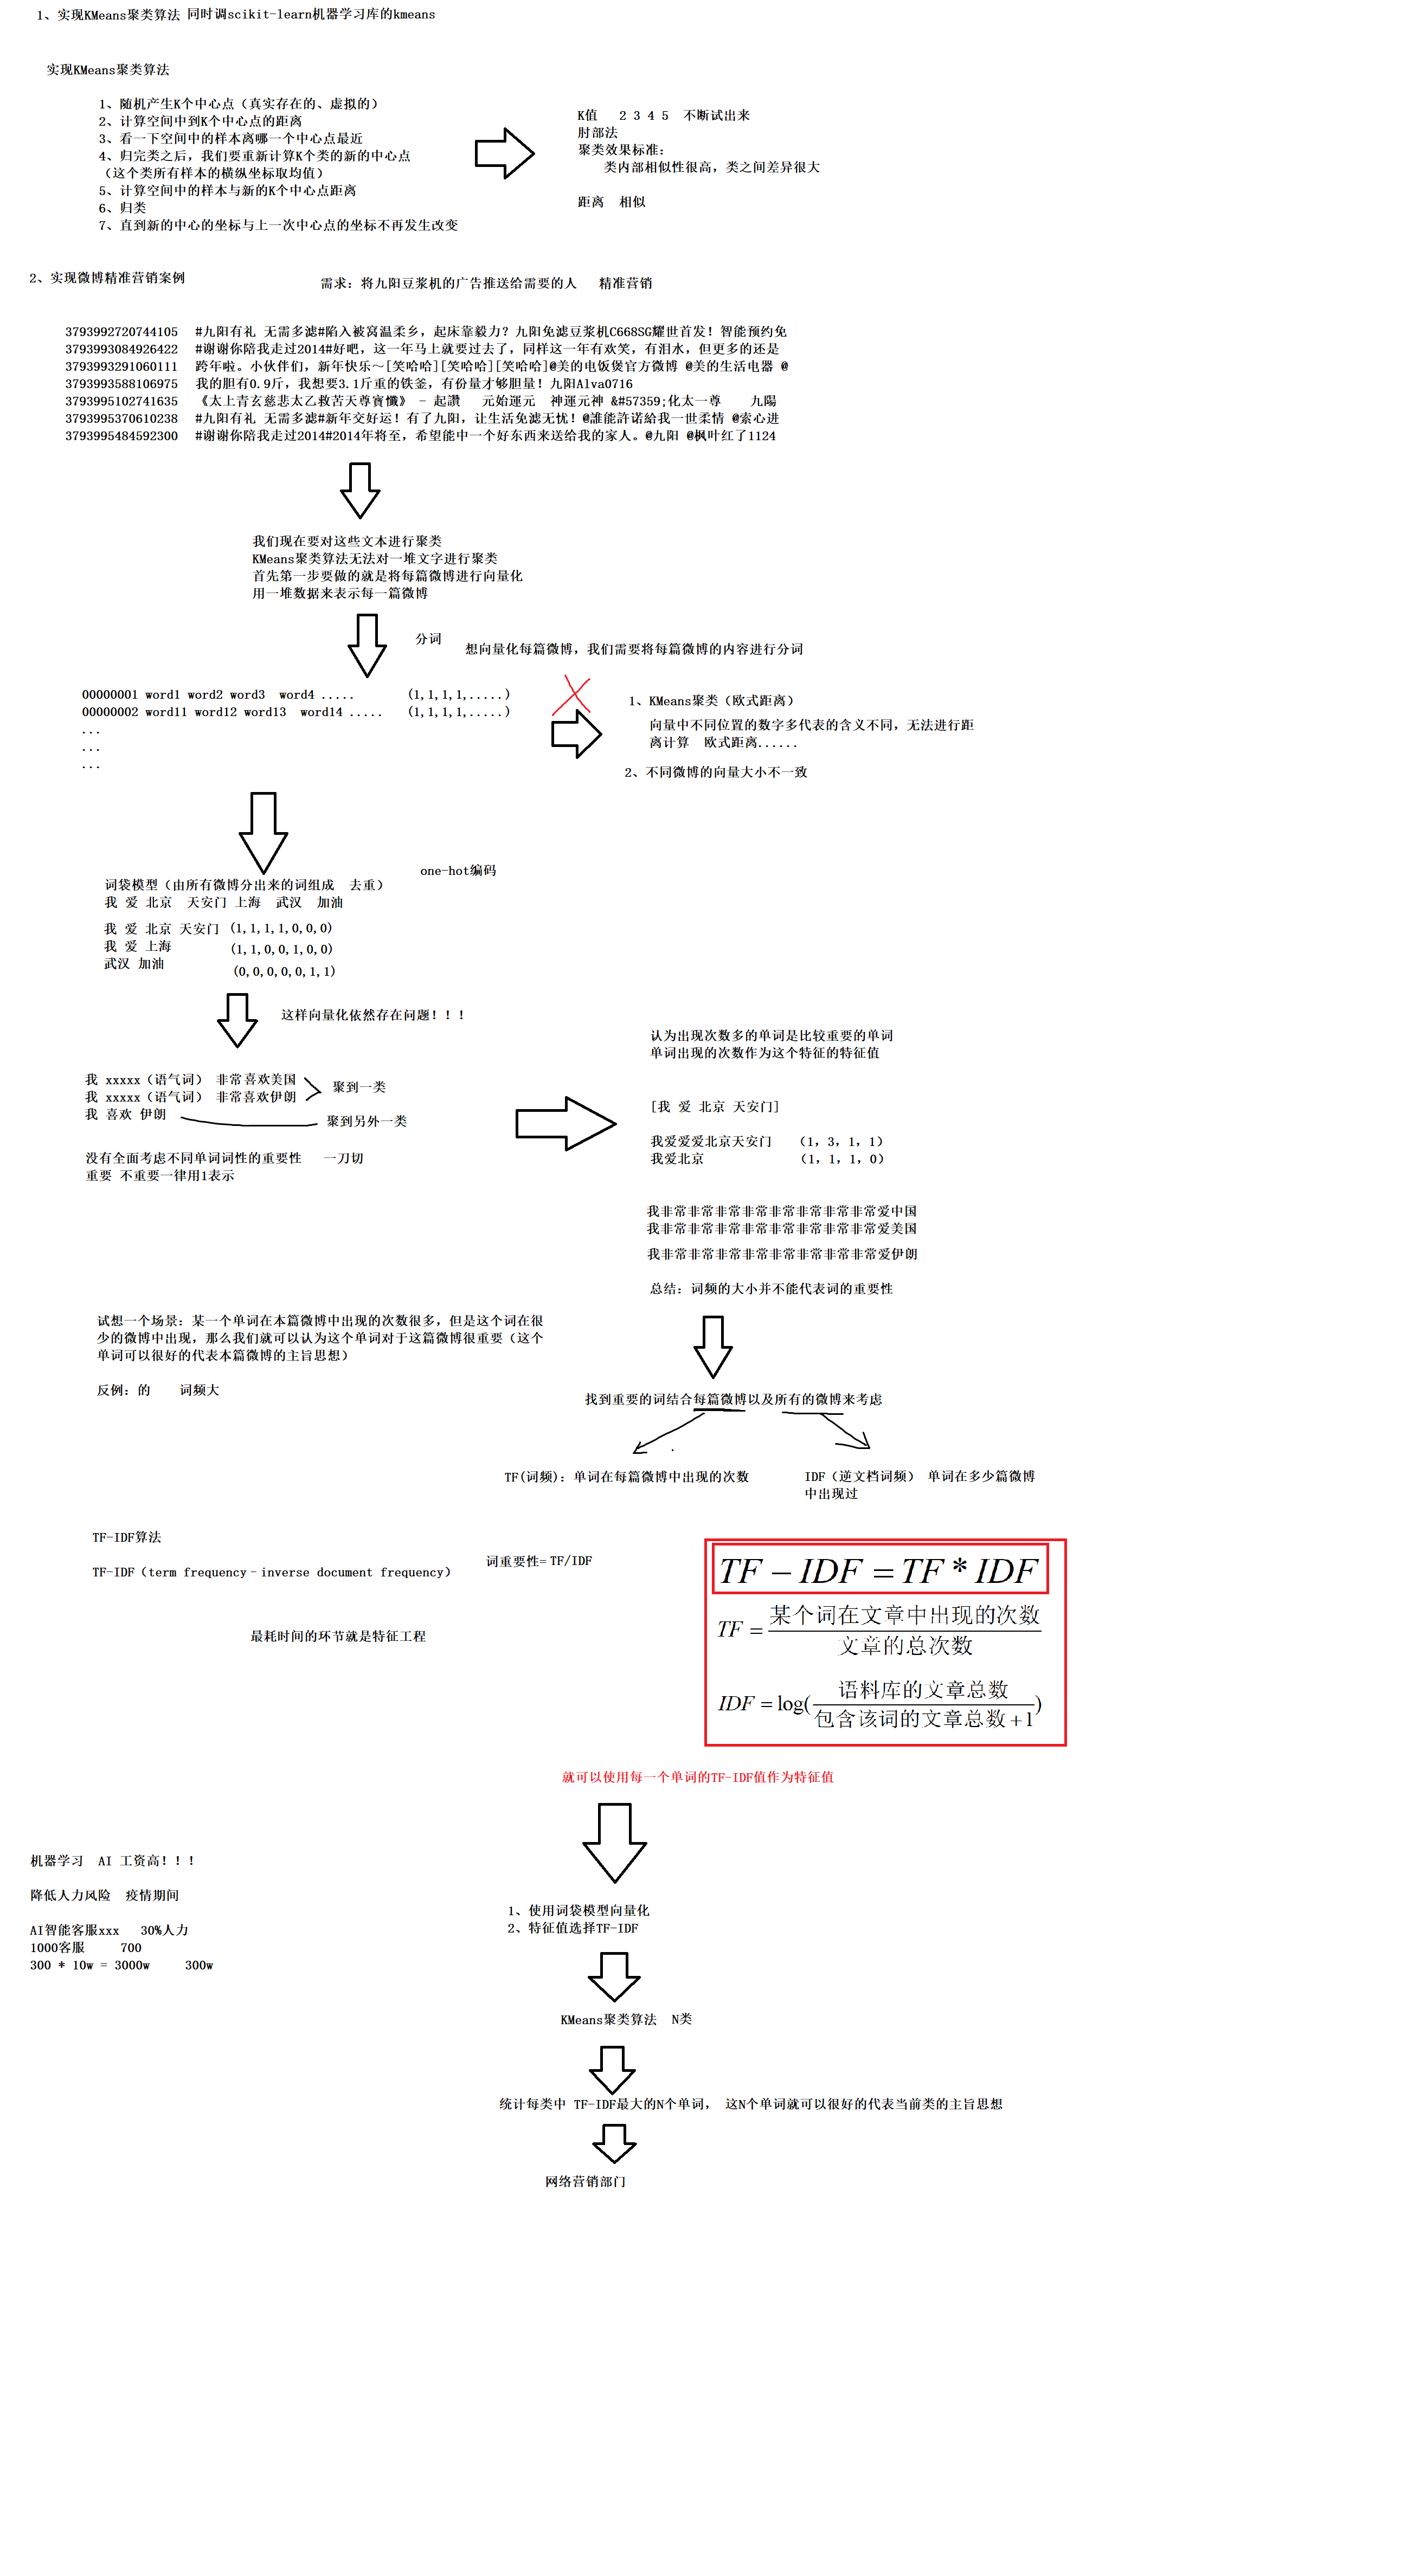 1、实现KMeans聚类算法 同时调scikit-learn机器学习库的kmeans
实现KMeans聚类算法
1、随机产生K个中心点（真实存在的、虚拟的）
2、计算空间中到K个中心点的距离
3、看一下空间中的样本离哪一个中心点最近
4、归完类之后，我们要重新计算K个类的新的中心点
（这个类所有样本的横纵坐标取均值）
5、计算空间中的样本与新的K个中心点距离
6、归类
7、直到新的中心的坐标与上一次中心点的坐标不再发生改变
K值 2 3 4 5 不断试出来
肘部法
聚类效果标准：
类内部相似性很高，类之间差异很大
距离 相似
2、实现微博精准营销案例
需求：将九阳豆浆机的广告推送给需要的人 精准营销
3793992720744105 #九阳有礼 无需多滤#陷入被窝温柔乡，起床靠毅力？九阳免滤豆浆机C668SG耀世首发！智能预约免
3793993084926422 #谢谢你陪我走过2014#好吧，这一年马上就要过去了，同样这一年有欢笑，有泪水，但更多的还是
3793993291060111 跨年啦。小伙伴们，新年快乐～[笑哈哈][笑哈哈][笑哈哈]@美的电饭煲官方微博 @美的生活电器 @
3793993588106975 我的胆有0.9斤，我想要3.1斤重的铁釜，有份量才够胆量！九阳Alva0716
3793995102741635 《太上青玄慈悲太乙救苦天尊寶懺》 - 起讚 元始運元 神運元神 &#57359;化太一尊 九陽
3793995370610238 #九阳有礼 无需多滤#新年交好运！有了九阳，让生活免滤无忧！@誰能許诺給我一世柔情 @索心进
3793995484592300 #谢谢你陪我走过2014#2014年将至，希望能中一个好东西来送给我的家人。@九阳 @枫叶红了1124
我们现在要对这些文本进行聚类
KMeans聚类算法无法对一堆文字进行聚类
首先第一步要做的就是将每篇微博进行向量化
用一堆数据来表示每一篇微博
分词
想向量化每篇微博，我们需要将每篇微博的内容进行分词
00000001 word1 word2 word3 word4 ..... (1,1,1,1,.....)
00000002 word11 word12 word13 word14 ..... (1,1,1,1,.....)
...
...
...
1、KMeans聚类（欧式距离）
向量中不同位置的数字多代表的含义不同，无法进行距
离计算 欧式距离......
2、不同微博的向量大小不一致
one-hot编码
词袋模型（由所有微博分出来的词组成 去重）
我 爱 北京 天安门 上海 武汉 加油
我 爱 北京 天安门 (1,1,1,1,0,0,0)
我 爱 上海 (1,1,0,0,1,0,0)
武汉 加油 (0,0,0,0,0,1,1)
这样向量化依然存在问题！！！
我 xxxxx（语气词） 非常喜欢美国
我 xxxxx（语气词） 非常喜欢伊朗
我 喜欢 伊朗
聚到一类
聚到另外一类
没有全面考虑不同单词词性的重要性 一刀切
重要 不重要一律用1表示
认为出现次数多的单词是比较重要的单词
单词出现的次数作为这个特征的特征值
[我 爱 北京 天安门]
我爱爱爱北京天安门 （1，3，1，1）
我爱北京 （1，1，1，0）
我非常非常非常非常非常非常非常非常爱中国
我非常非常非常非常非常非常非常非常爱美国
我非常非常非常非常非常非常非常非常爱伊朗
总结：词频的大小并不能代表词的重要性
试想一个场景：某一个单词在本篇微博中出现的次数很多，但是这个词在很
少的微博中出现，那么我们就可以认为这个单词对于这篇微博很重要（这个
单词可以很好的代表本篇微博的主旨思想）
反例：的 词频大
找到重要的词结合每篇微博以及所有的微博来考虑
TF(词频)：单词在每篇微博中出现的次数
IDF（逆文档词频） 单词在多少篇微博
中出现过
TF-IDF算法
TF-IDF（term frequency–inverse document frequency）
词重要性= TF/IDF
最耗时间的环节就是特征工程
TF − IDF = TF * IDF
TF = 某个词在文章中出现的次数
文章的总次数
IDF = log( 语料库的文章总数
包含该词的文章总数+1 )
就可以使用每一个单词的TF-IDF值作为特征值
机器学习 AI 工资高！！！
降低人力风险 疫情期间
AI智能客服xxx 30%人力
1000客服 700
300 * 10w = 3000w 300w
1、使用词袋模型向量化
2、特征值选择TF-IDF
KMeans聚类算法 N类
统计每类中 TF-IDF最大的N个单词， 这N个单词就可以很好的代表当前类的主旨思想
网络营销部门